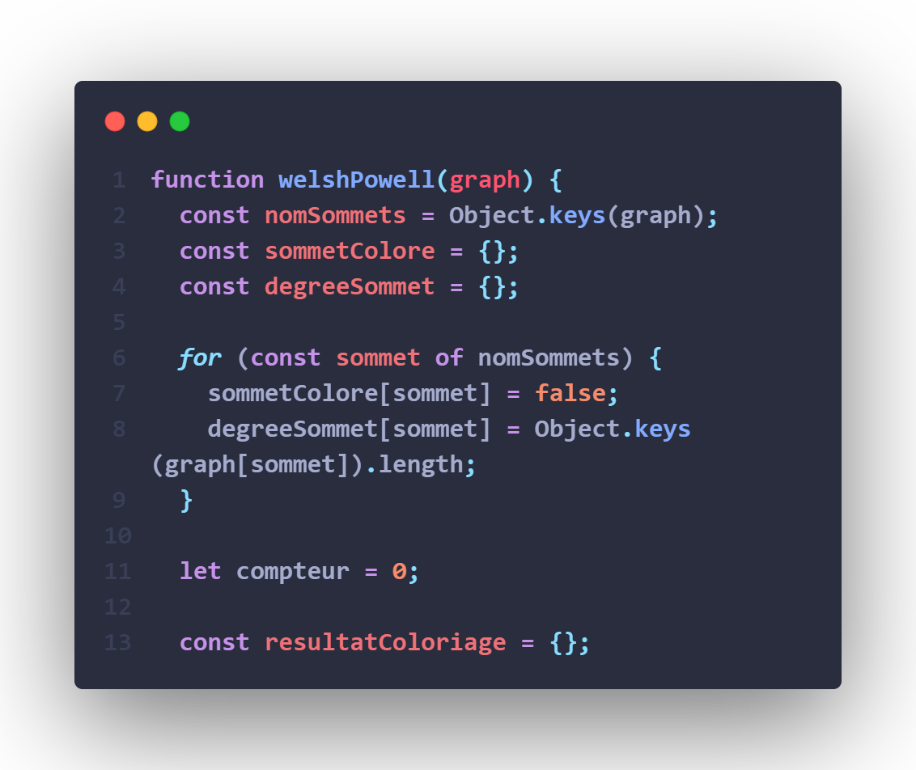 1 function welshPowell(graph) {
2   const nomSommets = Object.keys(graph);
3   const sommetColore = {};
4   const degreeSommet = {};
5
6   for (const sommet of nomSommets) {
7     sommetColore[sommet] = false;
8     degreeSommet[sommet] = Object.keys
(graph[sommet]).length;
9   }
10
11   let compteur = 0;
12
13   const resultatColoriage = {};